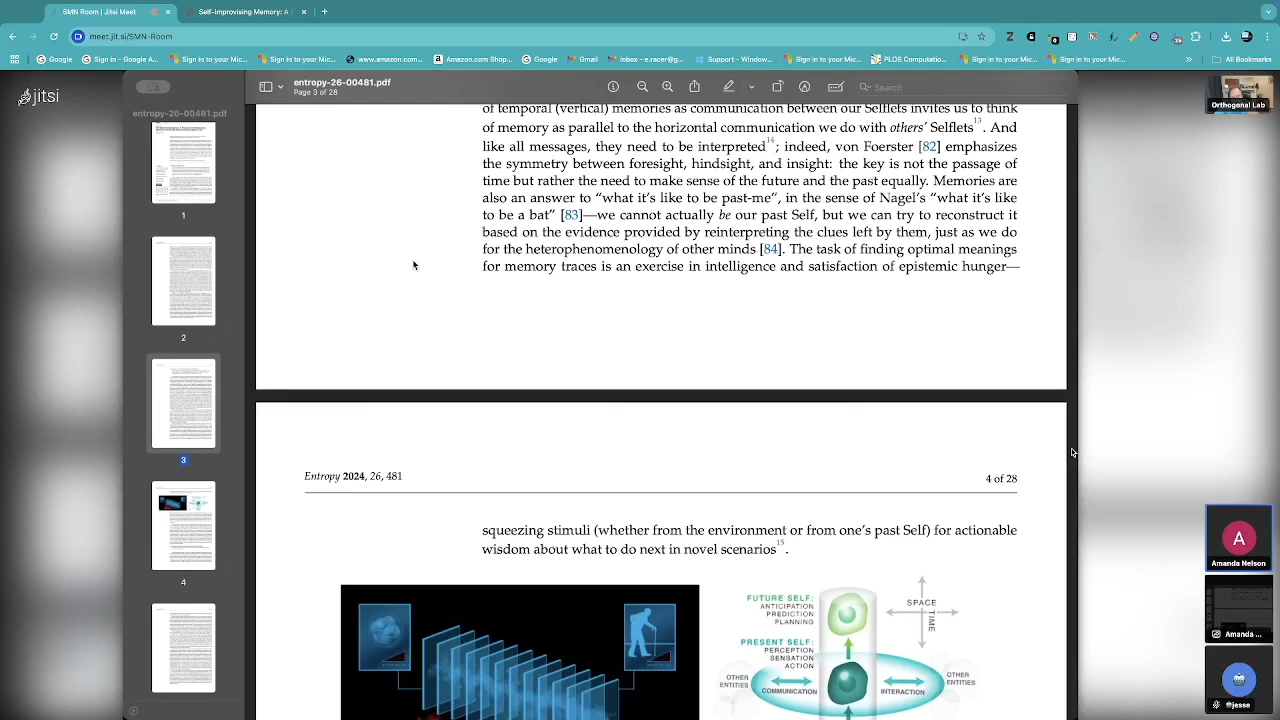 SMN Room | Jitsi Meet
Self-Improvising Memory: A
meet.jit.si/SMN-Room
Google
Sign in - Google A...
Sign in to your Mic...
Sign in to your Mic...
www.amazon.com...
Amazon.com Shop...
Google
Gmail
Inbox - e.racer@g...
Support - Window...
Sign in to your Mic...
PLOS Computatio...
Sign in to your Mic...
All Bookmarks
jitsi
entropy-26-00481.pdf
Page 3 of 28
Search
entropy-26-00481.pdf
1
2
3
4
of temporal (vertical) memories as communication between our Selflets invites us to think
of memory as parallel to the horizontal communication we do with others' Selflets13. And
like all messages, they need to be interpreted14; indeed, von Foerster [82] emphasizes
the symmetry between foresight, hindsight, and insight: the key is not the passage of
time but rather the need to make sense of the future and the past equally. Memories are
also an answer to "what it's like to be past-me", in the sense of Nagel's "what it's like
to be a bat" [83]—we cannot actually be our past Self, but we can try to reconstruct it
based on the evidence provided by reinterpreting the clues left by them, just as we do
for the heterophenomenology of other minds [84]. The task of finding optimal meanings
for memory traces is an exercise in intelligence and satisfaction of epistemic hunger—
Entropy 2024, 26, 481
4 of 28
squeezing stimuli (whether from the environment or from one's past self) for actionable
wisdom about what to do next in novel scenarios15.
FUTURE SELF:
ANTICIPATION
PREDICTION
PLANNING
SPACE
TIME
PRESENT SELF:
PERCEPTION
SENSATION
ACTION
OTHER
ENTITIES
COMMUNICATION
INTERACTION
OTHER
ENTITIES
Orthogonal Lab
A
Amanda Nelson
Amanda ...
jesse